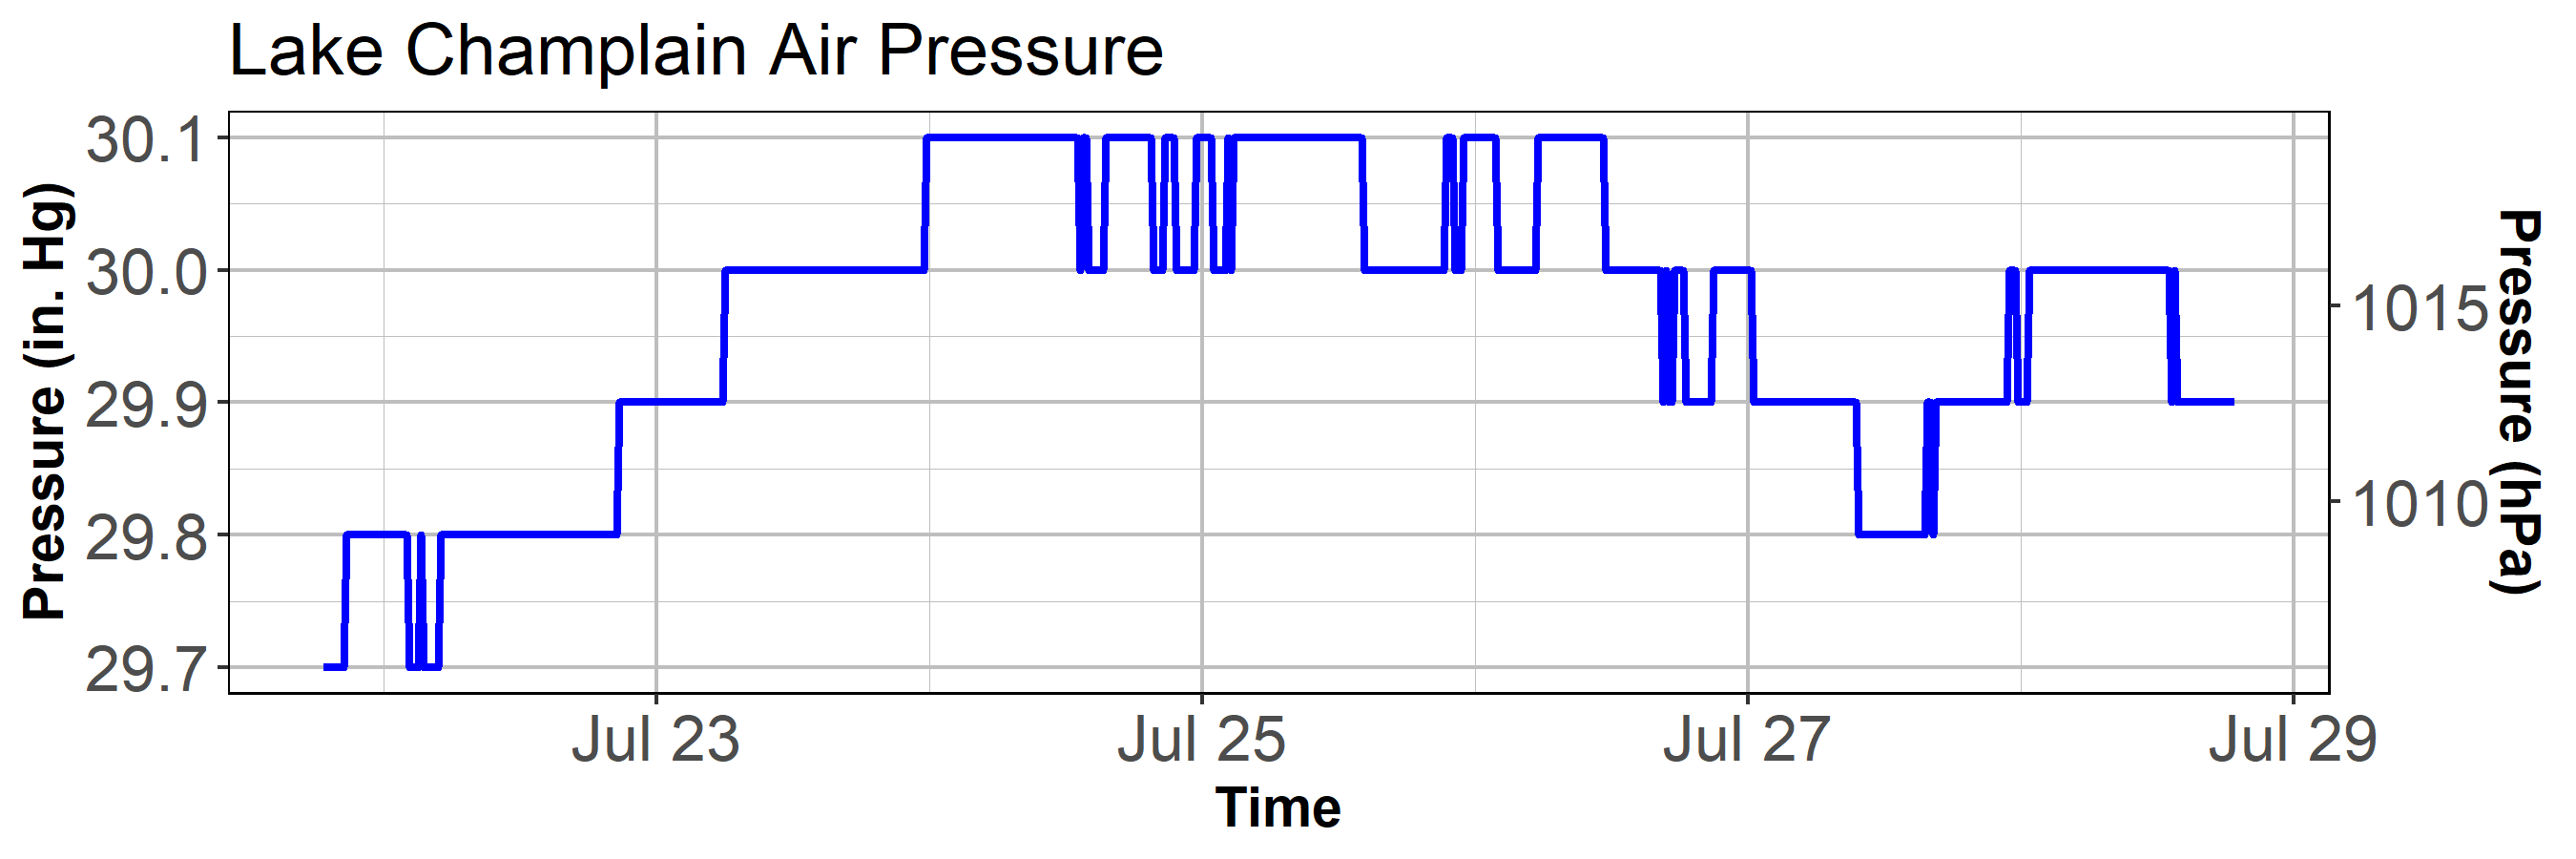 Lake Champlain Air Pressure
Pressure (in. Hg)
30.1
30.0
29.9
29.8
29.7
1015
1010
Pressure (hPa)
Jul 23 Jul 25 Jul 27 Jul 29
Time